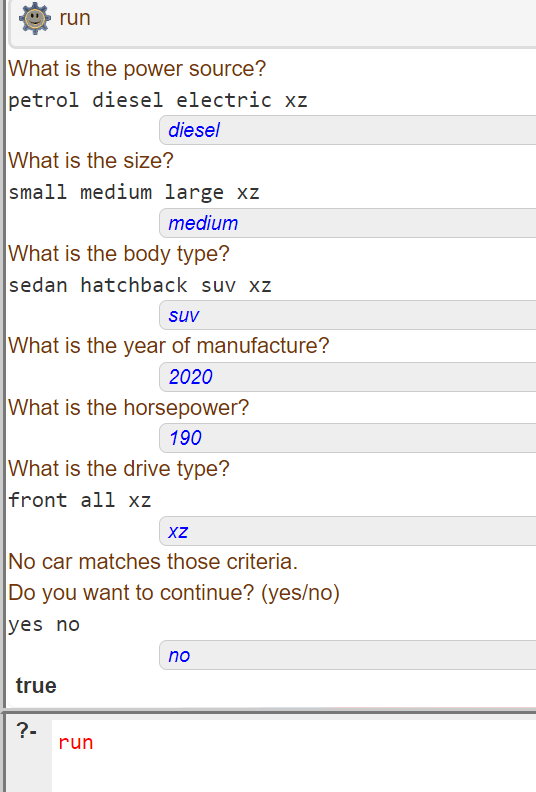 run
What is the power source?
petrol diesel electric xz
diesel
What is the size?
small medium large xz
medium
What is the body type?
sedan hatchback suv xz
suv
What is the year of manufacture?
2020
What is the horsepower?
190
What is the drive type?
front all xz
xz
No car matches those criteria.
Do you want to continue? (yes/no)
yes no
no
true
?- run